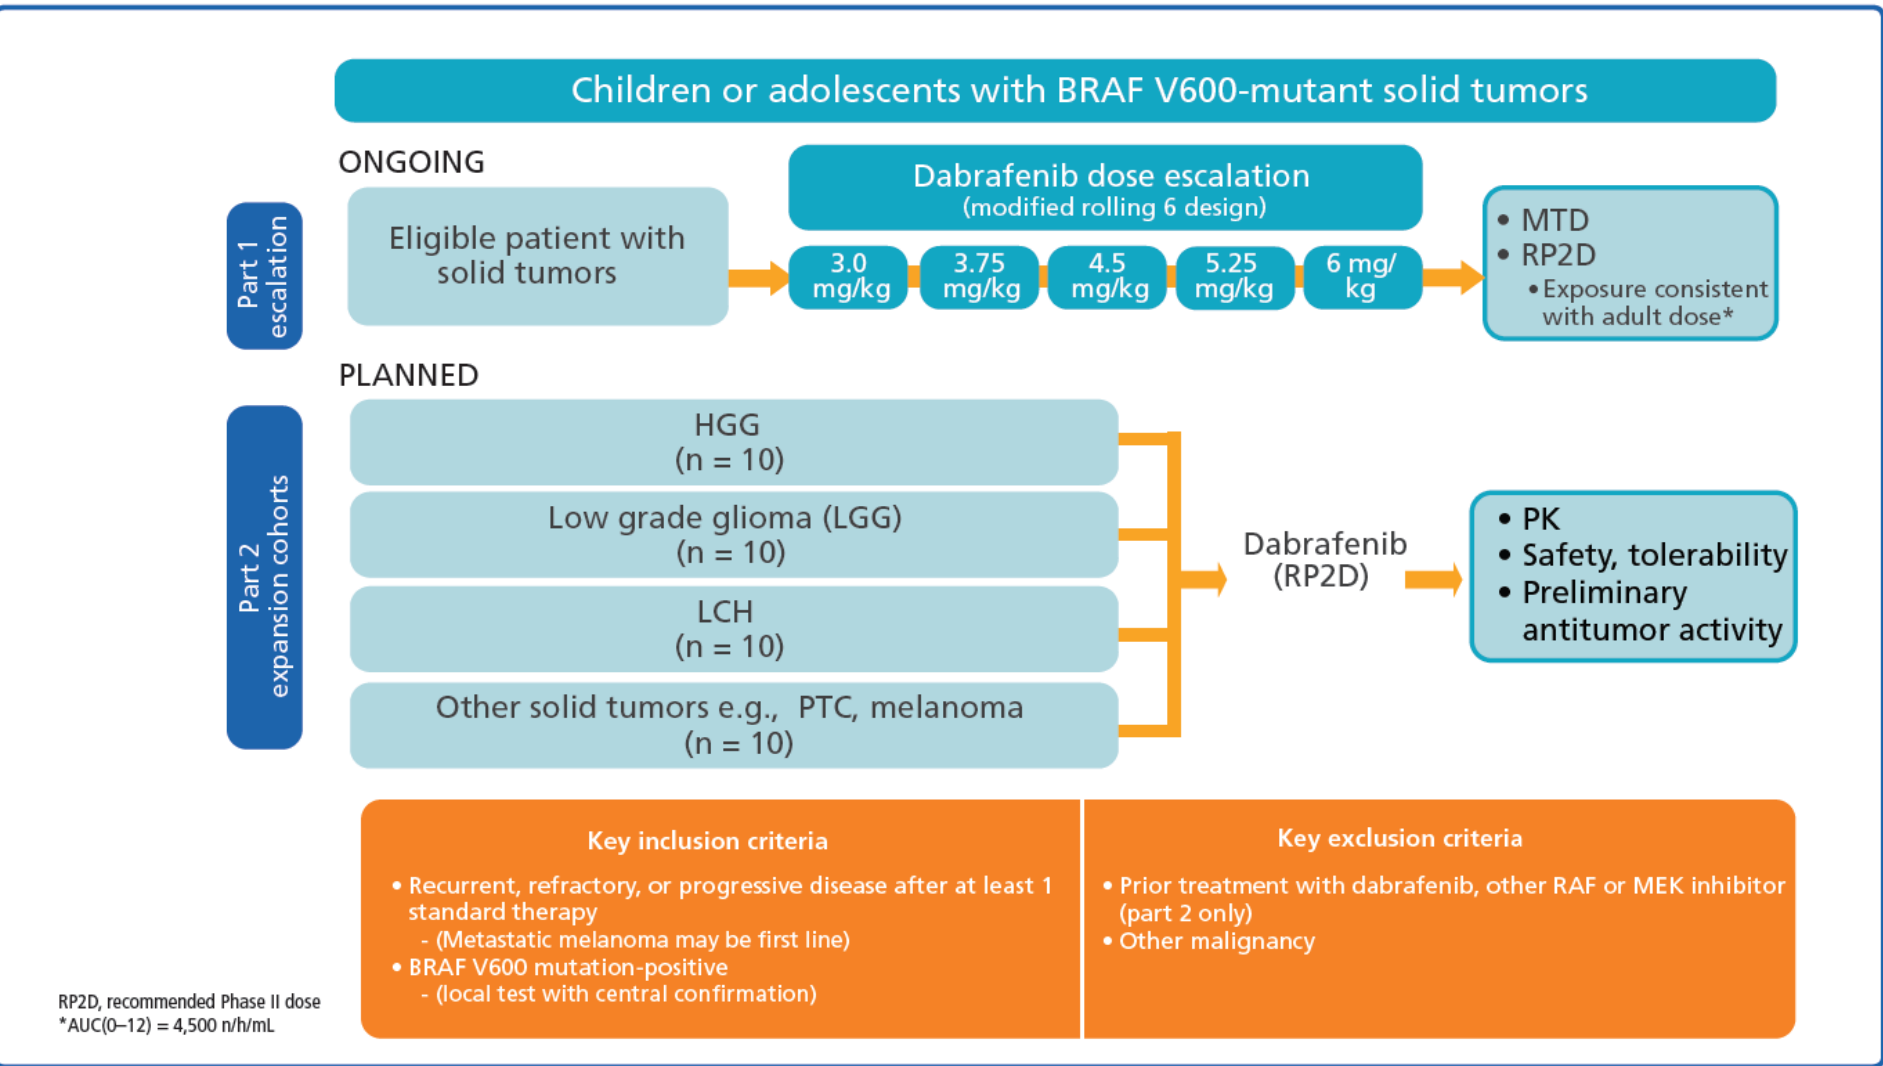 Children or adolescents with BRAF V600-mutant solid tumors
ONGOING
Part 1
escalation
Eligible patient with
solid tumors
Dabrafenib dose escalation
(modified rolling 6 design)
3.0
mg/kg
3.75
mg/kg
4.5
mg/kg
5.25
mg/kg
6 mg/
kg
• MTD
• RP2D
• Exposure consistent
with adult dose*
PLANNED
Part 2
expansion cohorts
HGG
(n = 10)
Low grade glioma (LGG)
(n = 10)
LCH
(n = 10)
Other solid tumors e.g., PTC, melanoma
(n = 10)
Dabrafenib
(RP2D)
• PK
• Safety, tolerability
• Preliminary
antitumor activity
Key inclusion criteria
• Recurrent, refractory, or progressive disease after at least 1
standard therapy
- (Metastatic melanoma may be first line)
• BRAF V600 mutation-positive
- (local test with central confirmation)
Key exclusion criteria
• Prior treatment with dabrafenib, other RAF or MEK inhibitor
(part 2 only)
• Other malignancy
RP2D, recommended Phase II dose
*AUC(0–12) = 4,500 n/h/mL